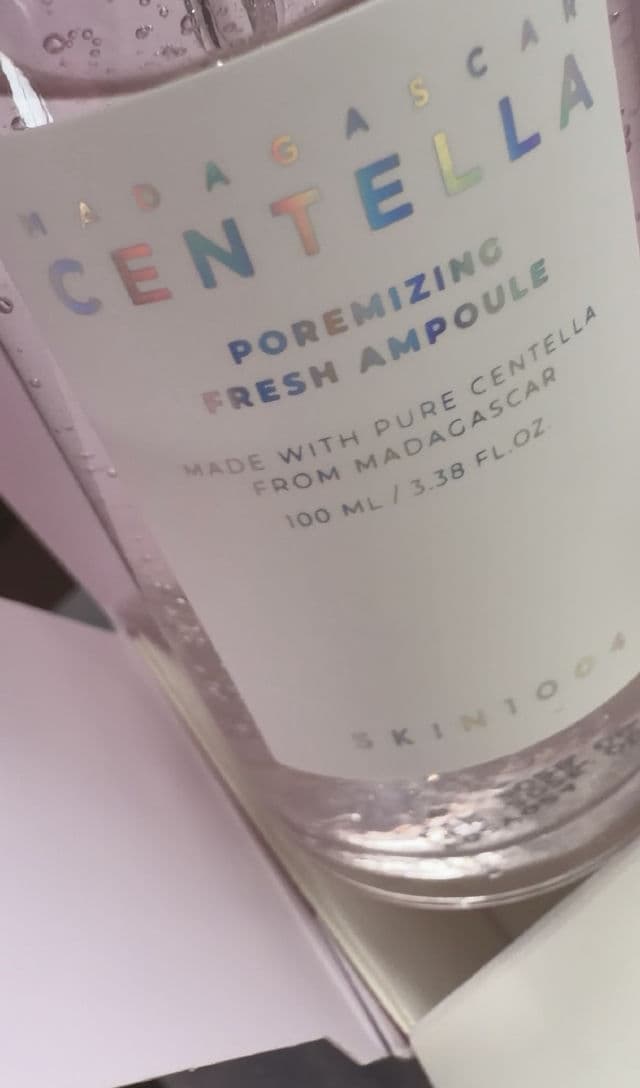 MADAGASCAR
CENTELLA
POREMIZING
FRESH AMPOULE
MADE WITH PURE CENTELLA
FROM MADAGASCAR
100 ML / 3.38 FL.OZ.
SKIN1004